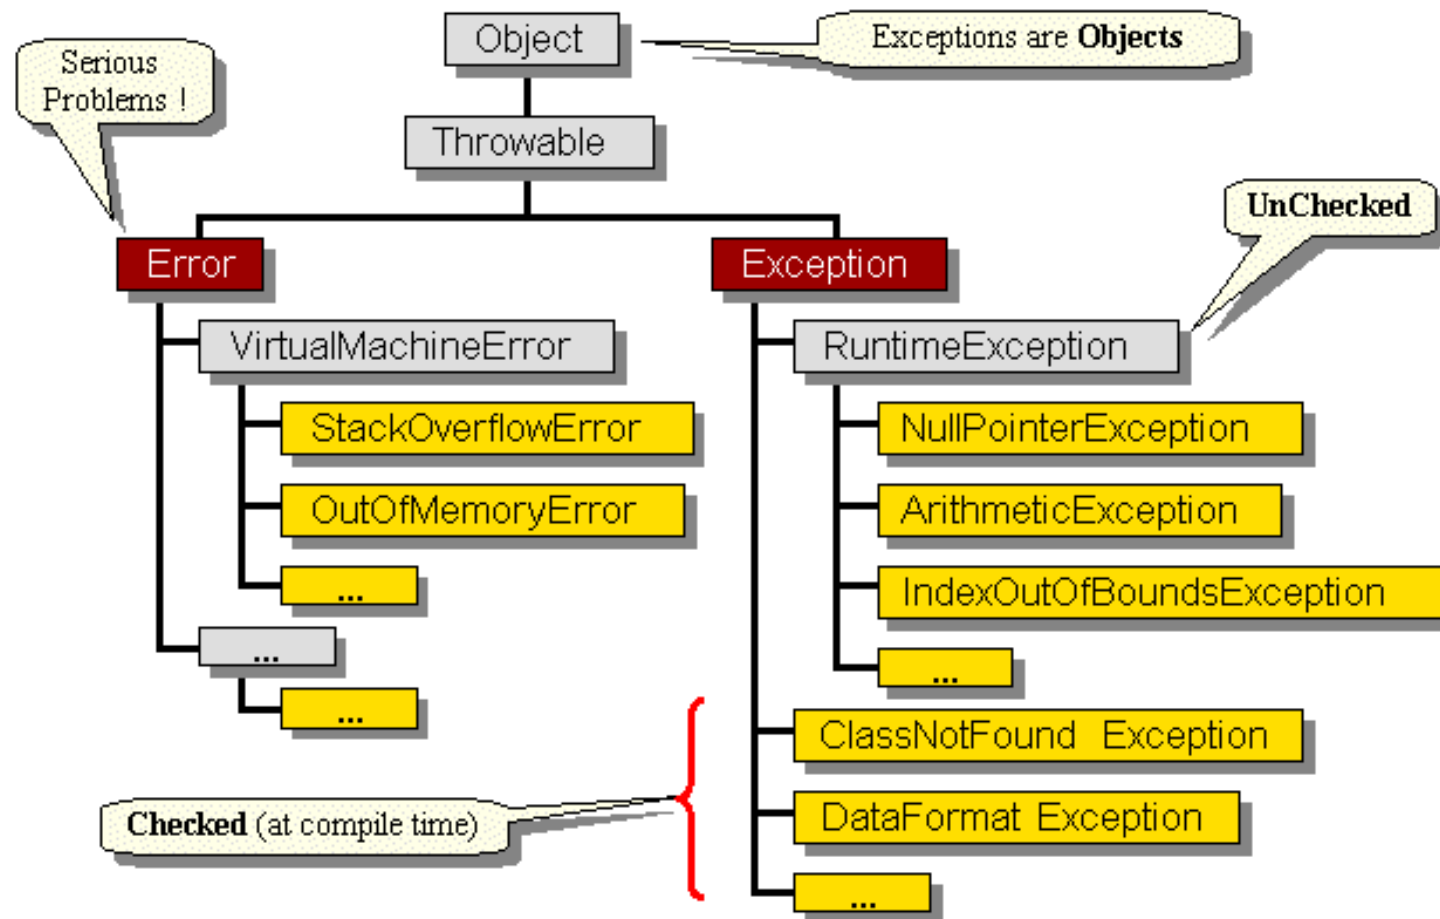 Object
Exceptions are Objects
Serious
Problems !
Throwable
UnChecked
Error
Exception
VirtualMachineError
RuntimeException
StackOverflowError
NullPointerException
OutOfMemoryError
ArithmeticException
...
IndexOutOfBoundsException
...
...
...
ClassNotFound Exception
Checked (at compile time)
DataFormat Exception
...